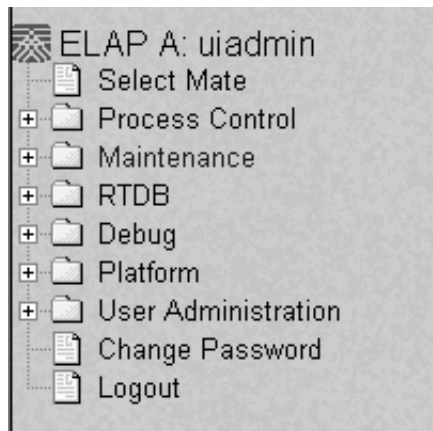 ELAP A: uiadmin
Select Mate
Process Control
Maintenance
RTDB
Debug
Platform
User Administration
Change Password
Logout